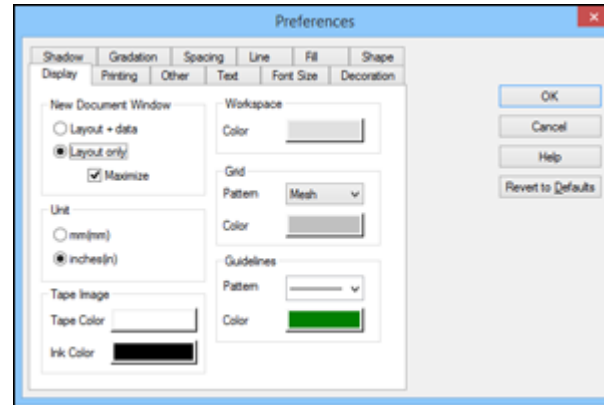 Preferences
Shadow Gradation Spacing Line Fill Shape
Display Printing Other Text Font Size Decoration
New Document Window
Layout + data
Layout only
Maximize
Unit
mm(mm)
inches(in)
Tape Image
Tape Color
Ink Color
Workspace
Color
Grid
Pattern Mesh
Color
Guidelines
Pattern
Color
OK
Cancel
Help
Revert to Defaults